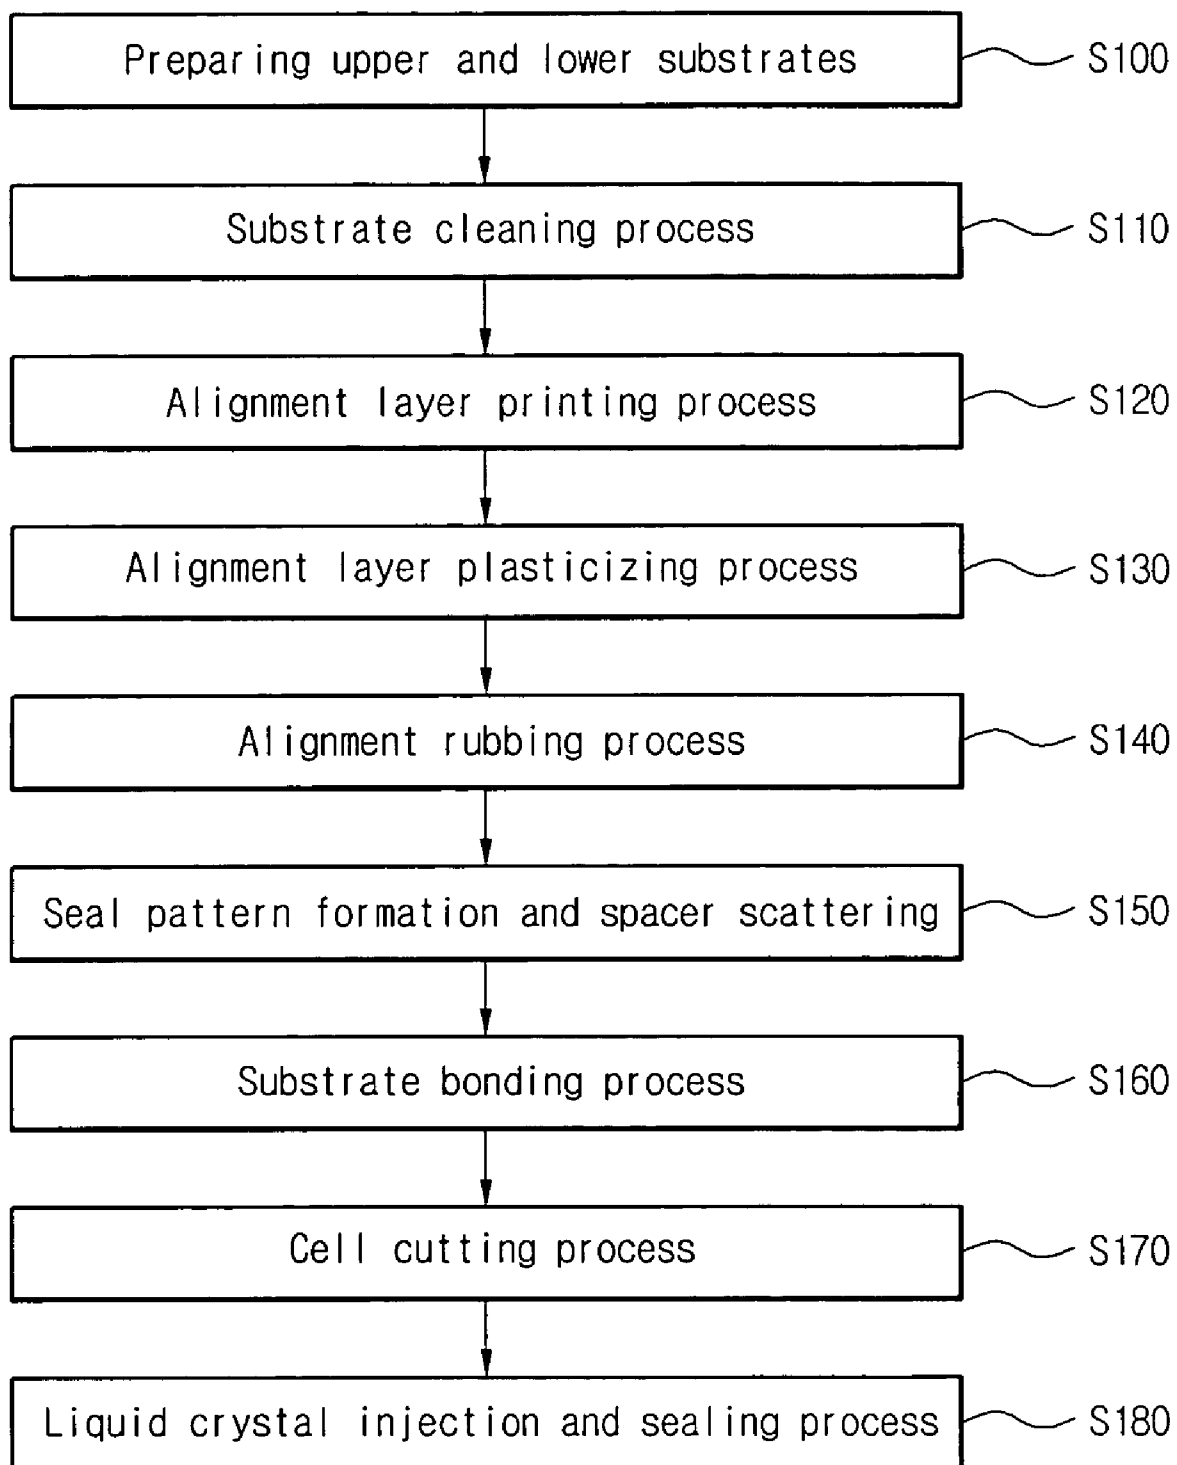 Preparing upper and lower substrates S100
Substrate cleaning process S110
Alignment layer printing process S120
Alignment layer plasticizing process S130
Alignment rubbing process S140
Seal pattern formation and spacer scattering S150
Substrate bonding process S160
Cell cutting process S170
Liquid crystal injection and sealing process S180